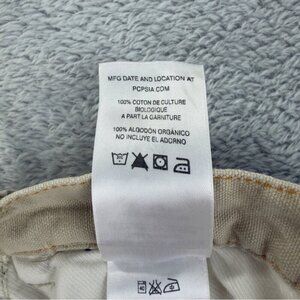 MFG DATE AND LOCATION AT
PCPSIA.COM
100% COTON DE CULTURE
BIOLOGIQUE
A PART LA GARNITURE
100% ALGODÓN ORGÁNICO
NO INCLUYE EL ADORNO